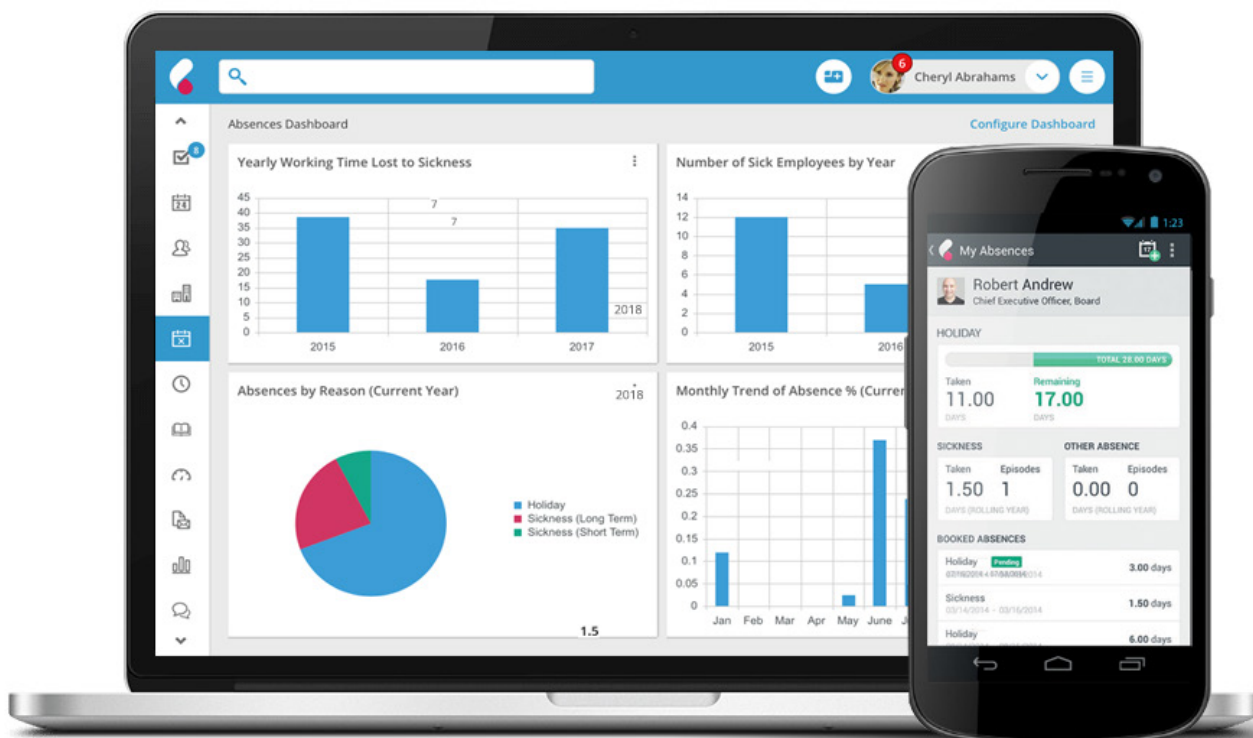 6
Cheryl Abrahams
Absences Dashboard
Configure Dashboard
8
24
Yearly Working Time Lost to Sickness
45
40
35
30
25
20
15
10
5
0
7
7
2018
2015 2016 2017
Number of Sick Employees by Year
14
12
10
8
6
4
2
0
2015 2016
Absences by Reason (Current Year)
2018
Holiday
Sickness (Long Term)
Sickness (Short Term)
1.5
Monthly Trend of Absence % (Curre
0.4
0.35
0.3
0.25
0.2
0.15
0.1
0.05
0
Jan Feb Mar Apr May June
1:23
My Absences
17
Robert Andrew
Chief Executive Officer, Board
HOLIDAY
TOTAL 28.00 DAYS
Taken Remaining
11.00 17.00
DAYS DAYS
SICKNESS OTHER ABSENCE
Taken Episodes Taken Episodes
1.50 1 0.00 0
DAYS (ROLLING YEAR) DAYS (ROLLING YEAR)
BOOKED ABSENCES
Holiday Pending 3.00 days
Sickness 1.50 days
03/14/2014 - 03/15/2014
Holiday 6.00 days